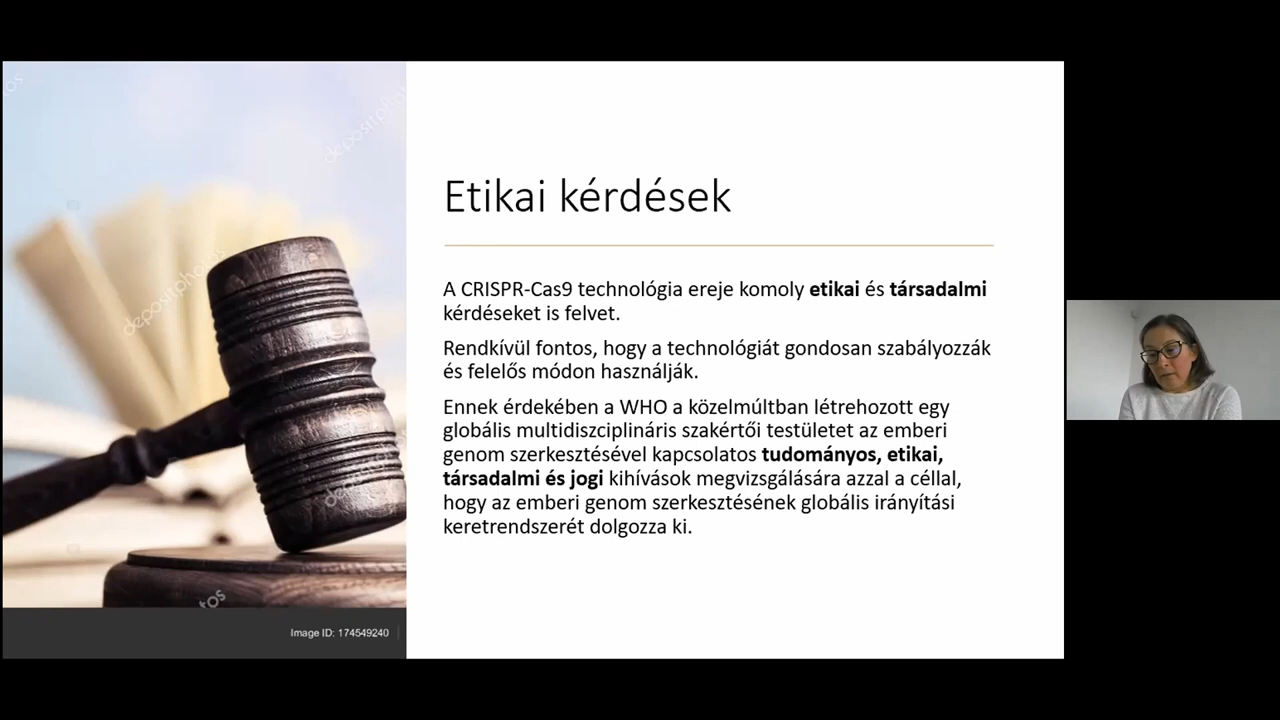 Etikai kérdések
A CRISPR-Cas9 technológia ereje komoly etikai és társadalmi
kérdéseket is felvet.
Rendkívül fontos, hogy a technológiát gondosan szabályozzák
és felelős módon használják.
Ennek érdekében a WHO a közelmúltban létrehozott egy
globális multidiszciplináris szakértői testületet az emberi
genom szerkesztésével kapcsolatos tudományos, etikai,
társadalmi és jogi kihívások megvizsgálására azzal a céllal,
hogy az emberi genom szerkesztésének globális irányítási
keretrendszerét dolgozza ki.
depositphotos
Image ID: 174549240